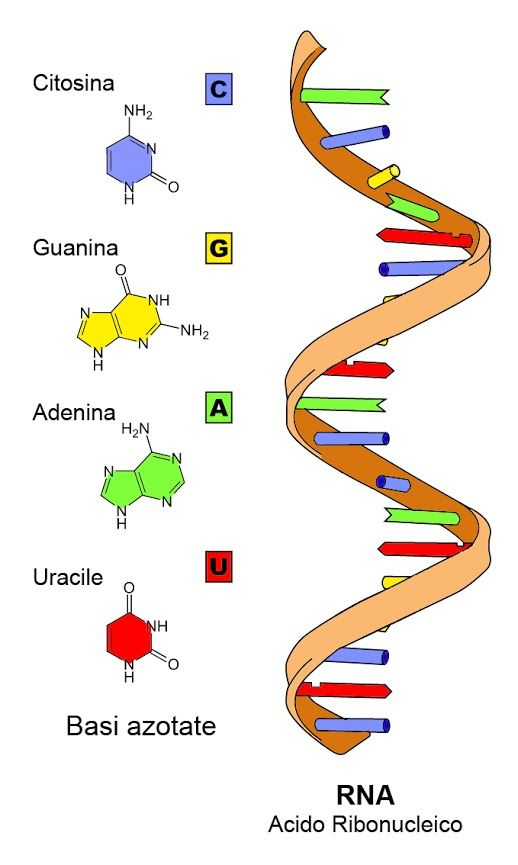 Citosina
C
NH₂
N
N
H
O
Guanina
G
O
N
NH
N
H
N
NH₂
Adenina
A
H₂N
N
N
N
H
N
Uracile
U
O
NH
N
H
O
Basi azotate
RNA
Acido Ribonucleico